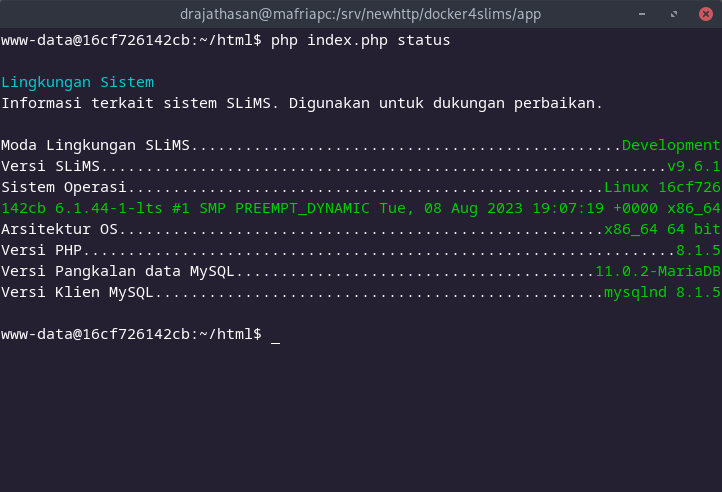 drajathasan@mafriapc:/srv/newhttp/docker4slims/app
www-data@16cf726142cb:~/html$ php index.php status
Lingkungan Sistem
Informasi terkait sistem SLiMS. Digunakan untuk dukungan perbaikan.
Moda Lingkungan SLiMS................................................Development
Versi SLiMS...............................................................v9.6.1
Sistem Operasi.....................................................Linux 16cf726
142cb 6.1.44-1-lts #1 SMP PREEMPT_DYNAMIC Tue, 08 Aug 2023 19:07:19 +0000 x86_64
Arsitektur OS......................................................x86_64 64 bit
Versi PHP..................................................................8.1.5
Versi Pangkalan data MySQL........................................11.0.2-MariaDB
Versi Klien MySQL..................................................mysqlnd 8.1.5
www-data@16cf726142cb:~/html$ _